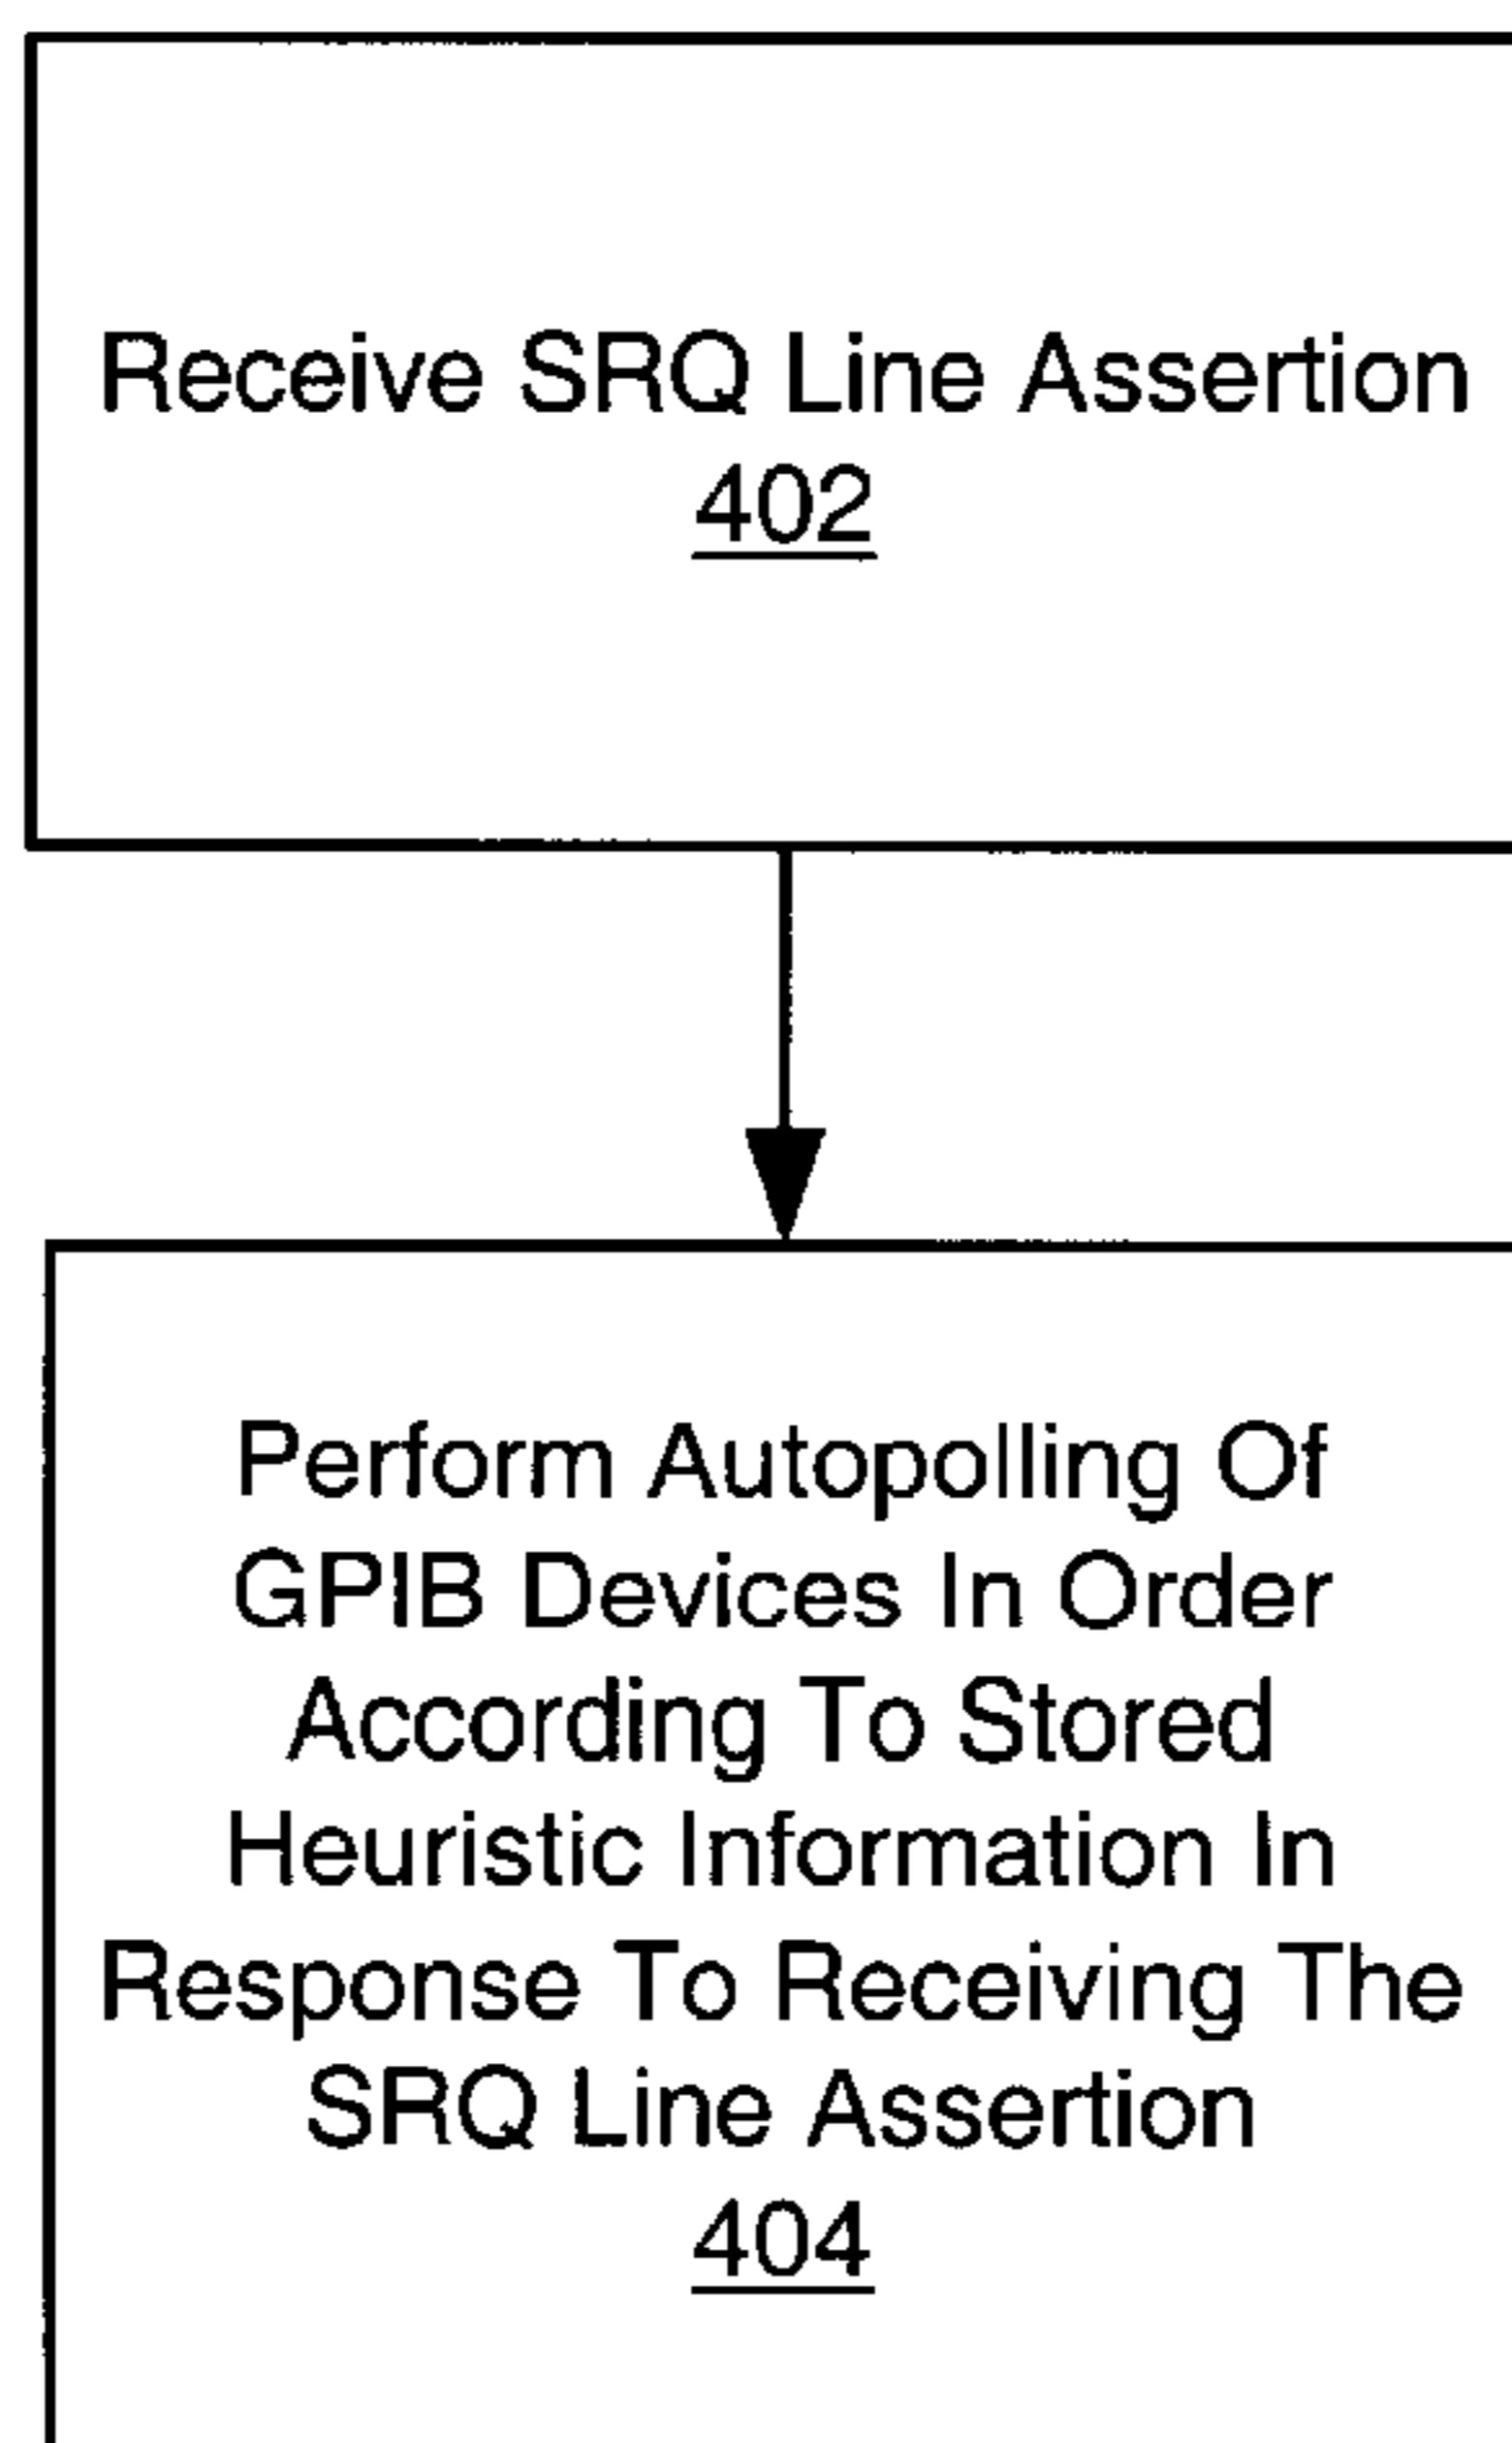 Receive SRQ Line Assertion
402
Perform Autopolling Of
GPIB Devices In Order
According To Stored
Heuristic Information In
Response To Receiving The
SRQ Line Assertion
404